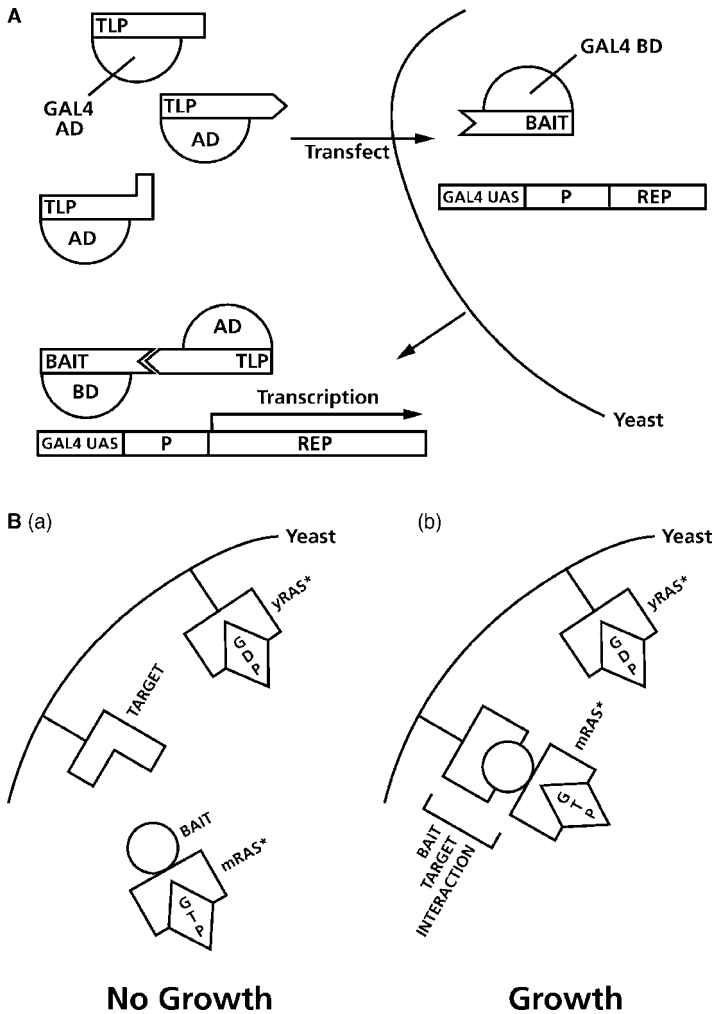 A
TLP
GAL4
AD
TLP
AD
TLP
AD
Transfect
GAL4 BD
BAIT
GAL4 UAS P REP
AD
BAIT TLP
BD
Transcription
GAL4 UAS P REP
Yeast
B (a)
Yeast
yRAS*
GDP
TARGET
BAIT
mRAS*
GTP
No Growth
(b)
Yeast
yRAS*
GDP
mRAS*
GTP
BAIT
TARGET
INTERACTION
Growth